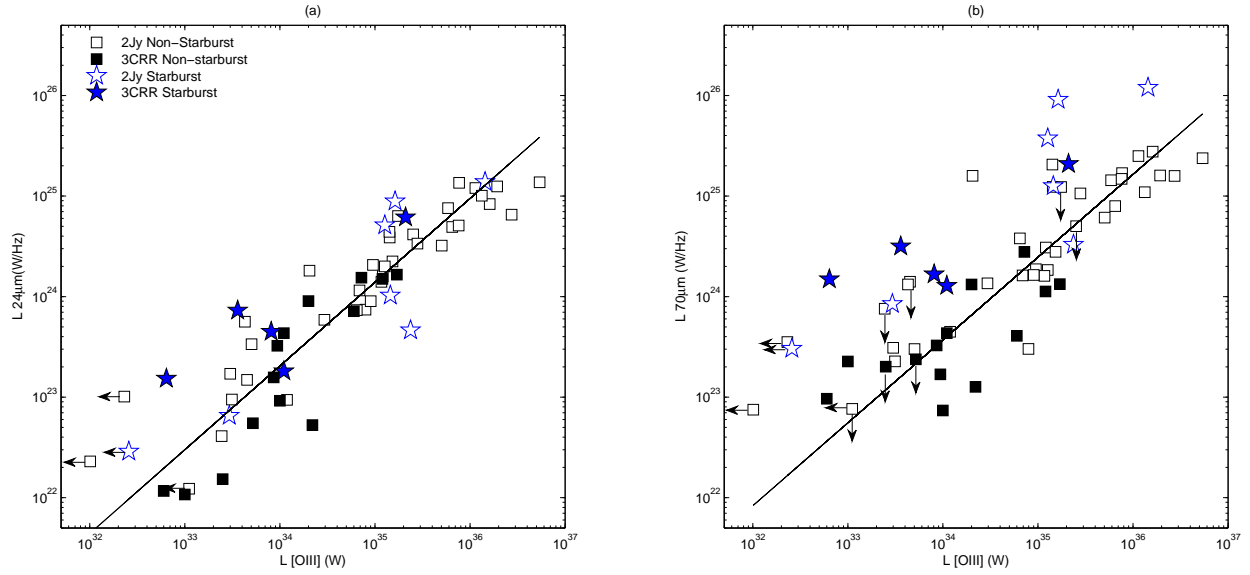 (a)
2Jy Non−Starburst
3CRR Non−starburst
2Jy Starburst
3CRR Starburst
10^26
10^25
10^24
10^23
10^22
L 24μm(W/Hz)
10^32 10^33 10^34 10^35 10^36 10^37
L [OIII] (W)
(b)
10^26
10^25
10^24
10^23
10^22
L 70μm (W/Hz)
10^32 10^33 10^34 10^35 10^36 10^37
L [OIII] (W)